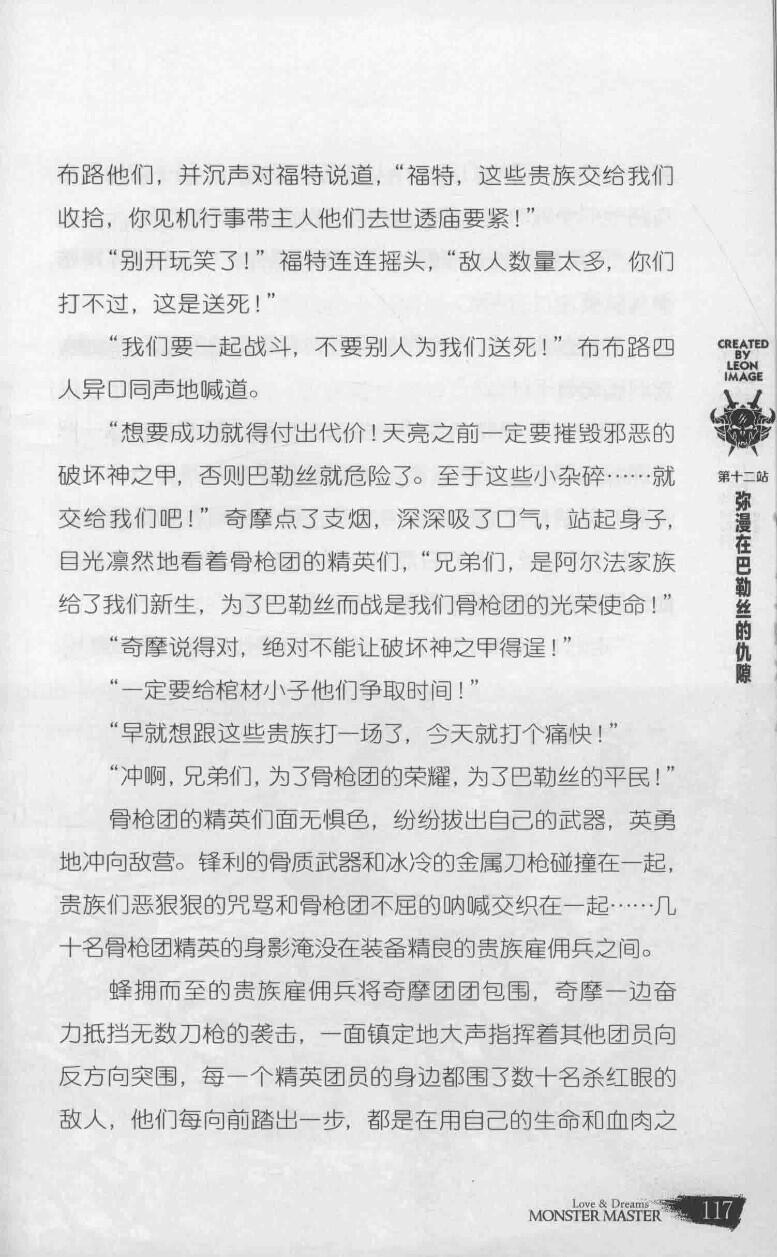 布路他们，并沉声对福特说道，“福特，这些贵族交给我们
收拾，你见机行事带主人他们去世透庙要紧！”
“别开玩笑了！”福特连连摇头，“敌人数量太多，你们
打不过，这是送死！”
“我们要一起战斗，不要别人为我们送死！”布布路四
人异口同声地喊道。
“想要成功就得付出代价！天亮之前一定要摧毁邪恶的
破坏神之甲，否则巴勒丝就危险了。至于这些小杂碎……就
交给我们吧！”奇摩点了支烟，深深吸了口气，站起身子，
目光凛然地看着骨枪团的精英们，“兄弟们，是阿尔法家族
给了我们新生，为了巴勒丝而战是我们骨枪团的光荣使命！”
“奇摩说得对，绝对不能让破坏神之甲得逞！”
“一定要给棺材小子他们争取时间！”
“早就想跟这些贵族打一场了，今天就打个痛快！”
“冲啊，兄弟们，为了骨枪团的荣耀，为了巴勒丝的平民！”
骨枪团的精英们面无惧色，纷纷拔出自己的武器，英勇
地冲向敌营。锋利的骨质武器和冰冷的金属刀枪碰撞在一起，
贵族们恶狠狠的咒骂和骨枪团不屈的呐喊交织在一起……几
十名骨枪团精英的身影淹没在装备精良的贵族雇佣兵之间。
蜂拥而至的贵族雇佣兵将奇摩团团包围，奇摩一边奋
力抵挡无数刀枪的袭击，一面镇定地大声指挥着其他团员向
反方向突围，每一个精英团员的身边都围了数十名杀红眼的
敌人，他们每向前踏出一步，都是在用自己的生命和血肉之
CREATED
BY
LEON
IMAGE
第十二站
弥漫在巴勒丝的仇隙
Love & Dreams
MONSTER MASTER
117